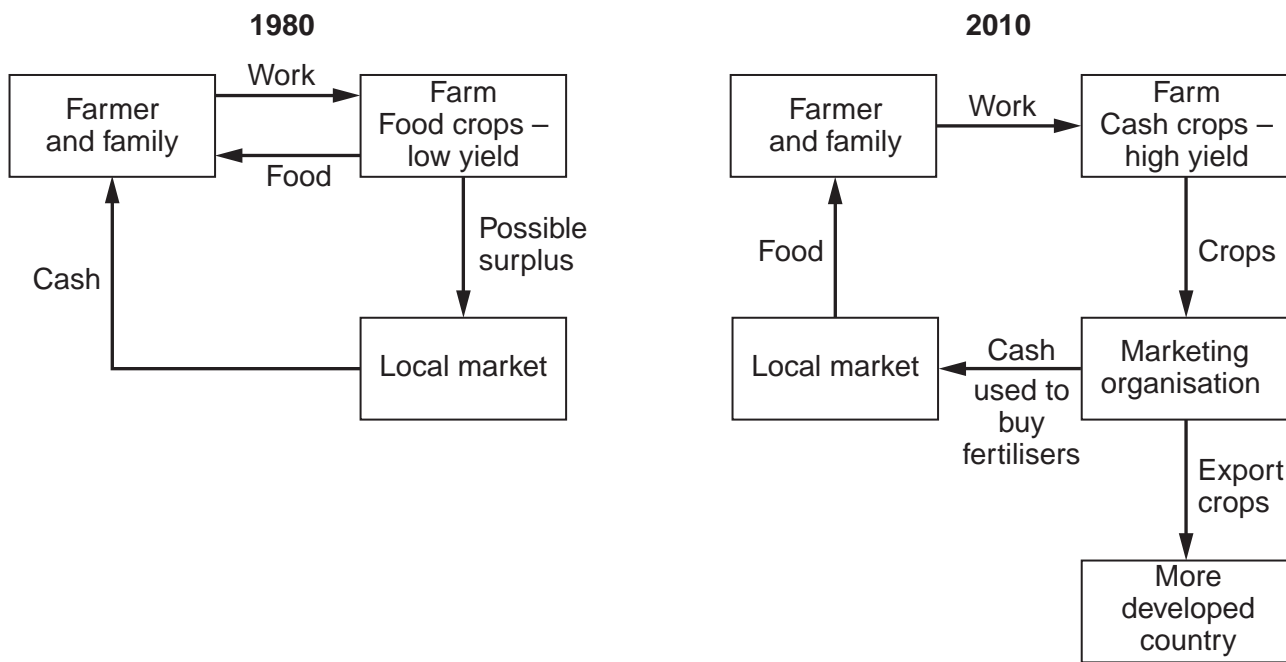 1980
Work
Farmer
and family
Farm
Food crops –
low yield
Food
Possible
surplus
Cash
Local market
2010
Farmer
and family
Work
Farm
Cash crops –
high yield
Food
Crops
Local market
Cash
used to
buy
fertilisers
Marketing
organisation
Export
crops
More
developed
country